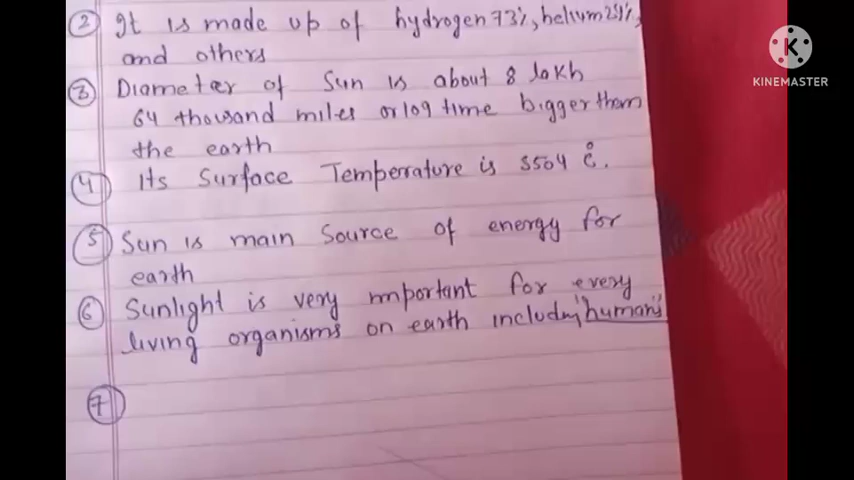 ② It is made up of hydrogen 73%, helium 25%,
and others
③ Diameter of Sun is about 8 lakh
64 thousand miles or 109 time bigger them
the earth
④ Its Surface Temperature is 5504 °C.
⑤ Sun is main Source of energy for
earth
⑥ Sunlight is very important for every
living organisms on earth includin, "humans"
⑦
KINEMASTER